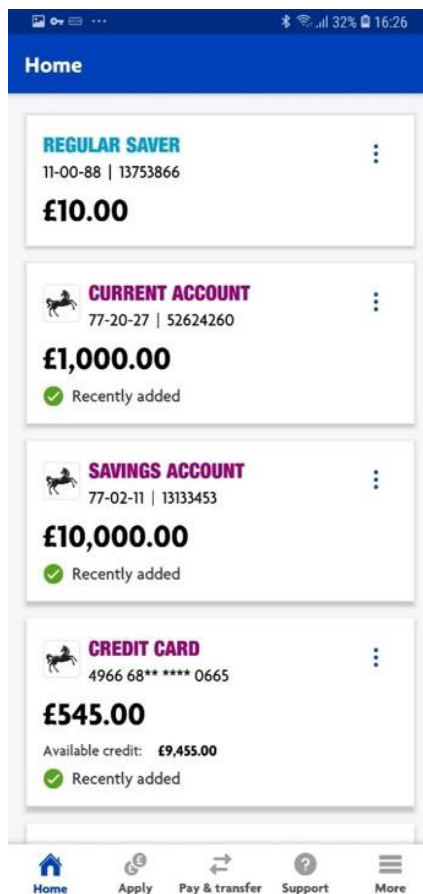 32% 16:26
Home
REGULAR SAVER
11-00-88 | 13753866
£10.00
CURRENT ACCOUNT
77-20-27 | 52624260
£1,000.00
Recently added
SAVINGS ACCOUNT
77-02-11 | 13133453
£10,000.00
Recently added
CREDIT CARD
4966 68** **** 0665
£545.00
Available credit: £9,455.00
Recently added
Home Apply Pay & transfer Support More